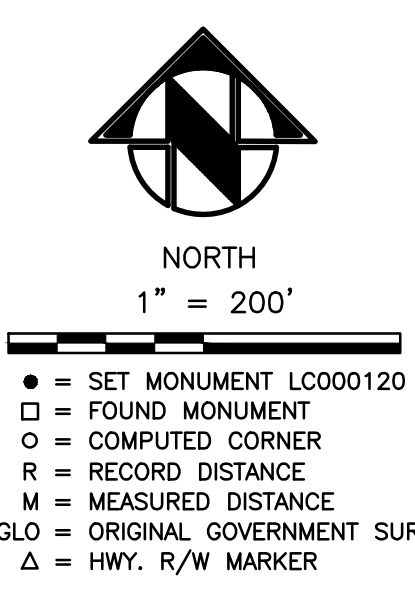 N
NORTH
1” = 200’
● = SET MONUMENT LC000120
□ = FOUND MONUMENT
○ = COMPUTED CORNER
R = RECORD DISTANCE
M = MEASURED DISTANCE
GLO = ORIGINAL GOVERNMENT
△ = HWY. R/W MARKER